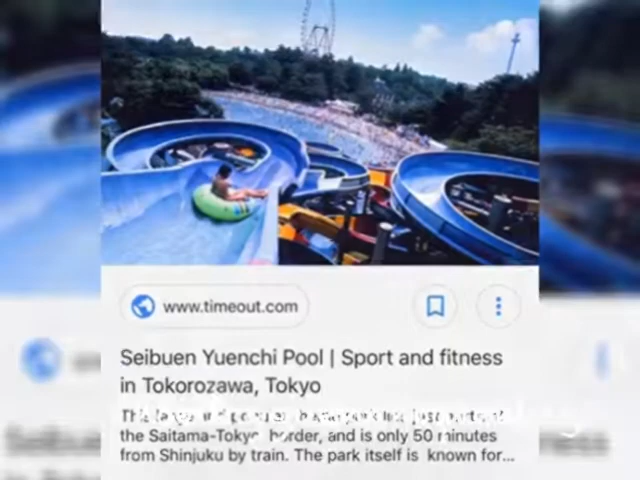 www.timeout.com
Seibuen Yuenchi Pool | Sport and fitness
in Tokorozawa, Tokyo
the Saitama-Tokyo border, and is only 50 minutes
from Shinjuku by train. The park itself is known for...